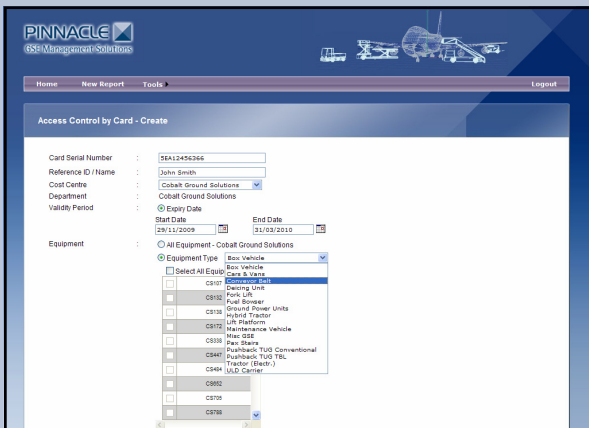 PINNACLE
GSE Management Solutions
Home New Report Tools Logout
Access Control by Card - Create
Card Serial Number : 5EA12456366
Reference ID / Name : John Smith
Cost Centre : Cobalt Ground Solutions
Department : Cobalt Ground Solutions
Validity Period : Expiry Date
Start Date End Date
29/11/2009 31/03/2010
Equipment : All Equipment - Cobalt Ground Solutions
Equipment Type Box Vehicle
Select All Equip
Box Vehicle
Cars & Vans
Conveyor Belt
Deicing Unit
Fork Lift
Fuel Bowser
Ground Power Units
Hybrid Tractor
Lift Platform
Maintenance Vehicle
Misc GSE
Pax Stairs
Pushback TUG Conventional
Pushback TUG TBL
Tractor (Electr.)
ULD Carrier
CS107
CS132
CS138
CS172
CS338
CS447
CS484
CS652
CS705
CS788